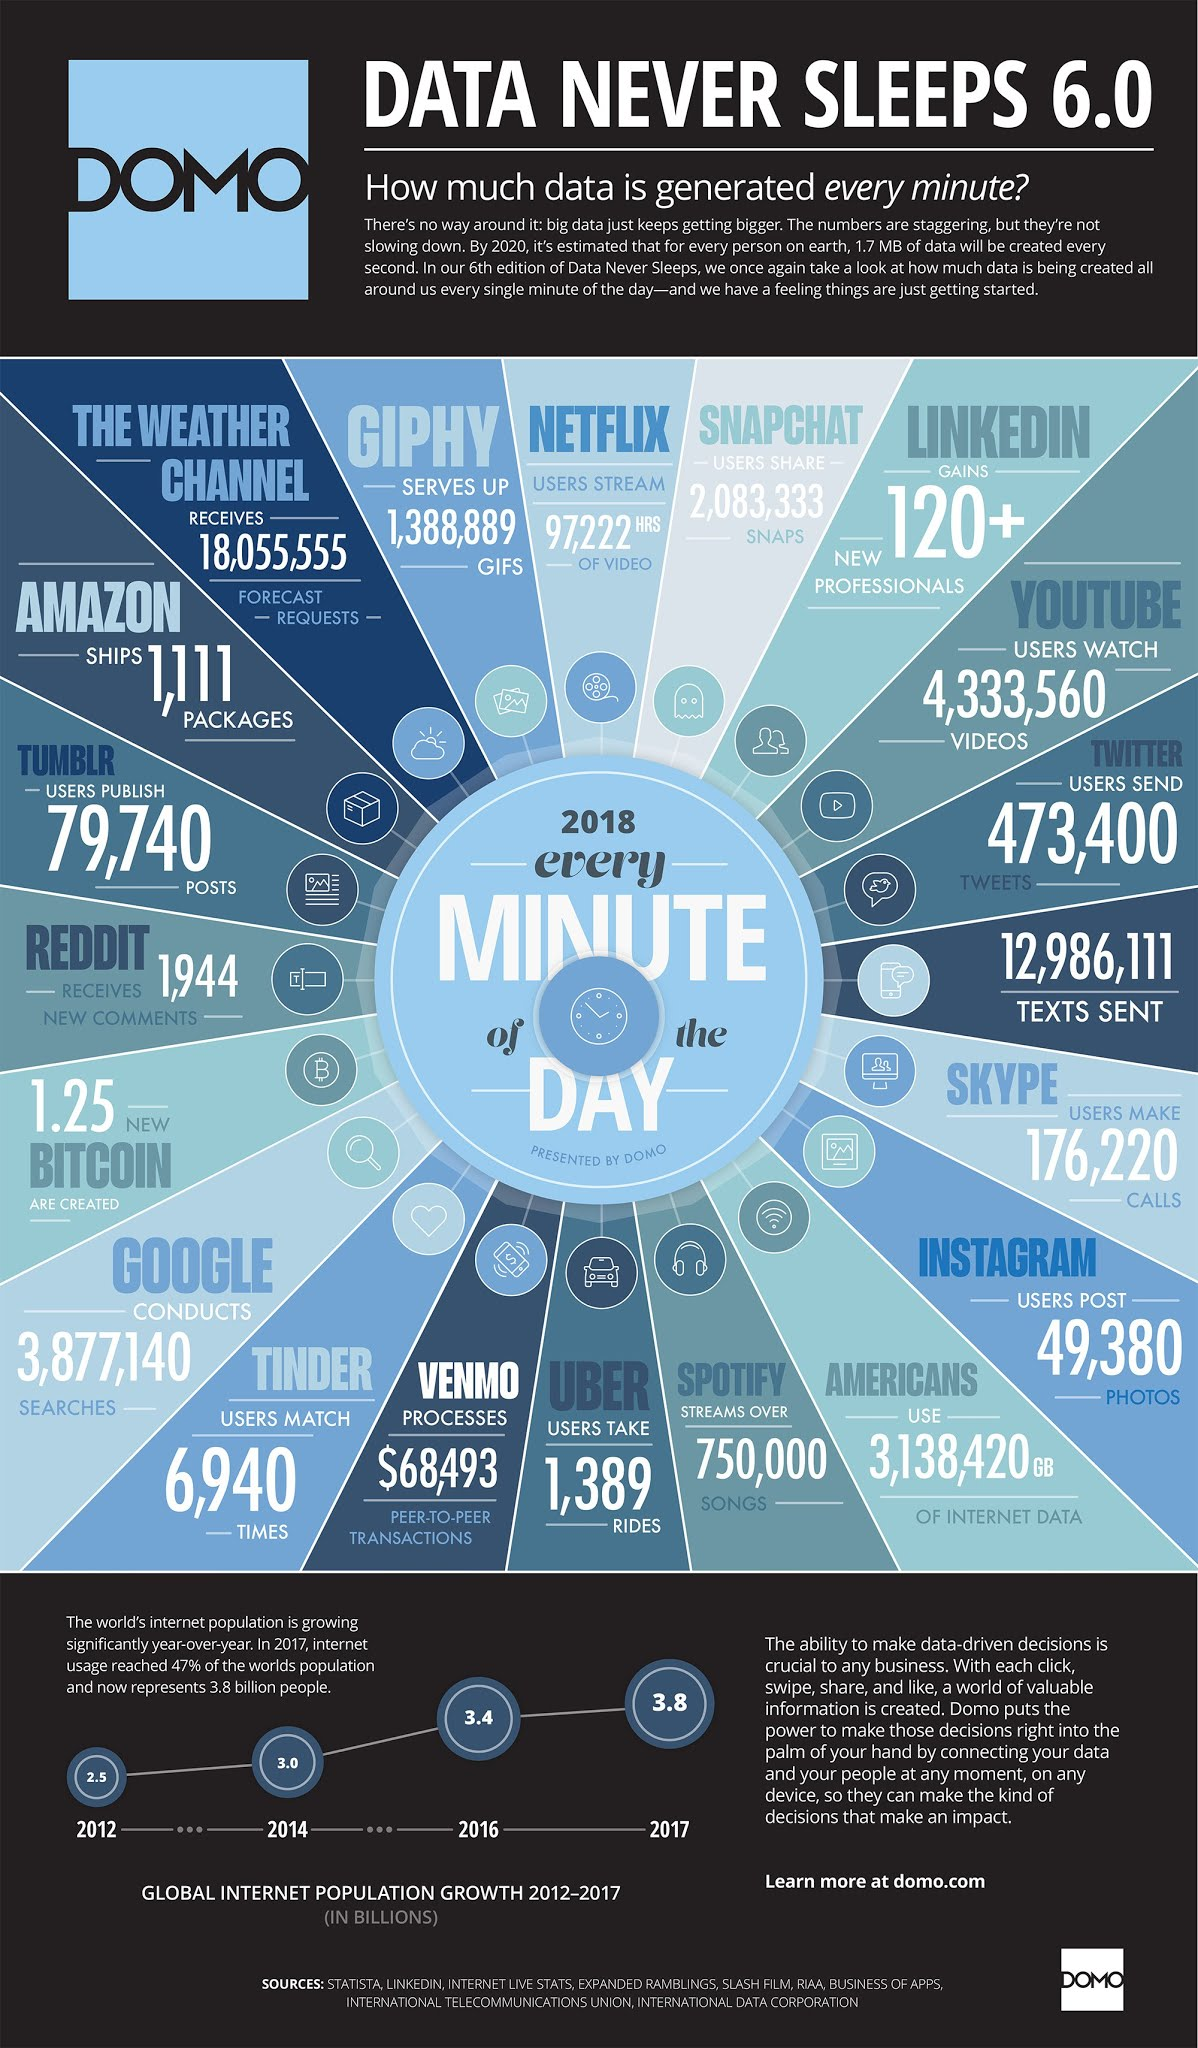 DOMO
DATA NEVER SLEEPS 6.0
How much data is generated every minute?
There's no way around it: big data just keeps getting bigger. The numbers are staggering, but they're not
slowing down. By 2020, it's estimated that for every person on earth, 1.7 MB of data will be created every
second. In our 6th edition of Data Never Sleeps, we once again take a look at how much data is being created all
around us every single minute of the day—and we have a feeling things are just getting started.
THE WEATHER
CHANNEL
RECEIVES
18,055,555
FORECAST
REQUESTS
GIPHY
SERVES UP
1,388,889
GIFS
NETFLIX
USERS STREAM
97,222 HRS
OF VIDEO
SNAPCHAT
USERS SHARE
2,083,333
SNAPS
LINKEDIN
GAINS
120+
NEW
PROFESSIONALS
YOUTUBE
USERS WATCH
4,333,560
VIDEOS
TWITTER
USERS SEND
473,400
TWEETS
12,986,111
TEXTS SENT
SKYPE
USERS MAKE
176,220
CALLS
INSTAGRAM
USERS POST
49,380
PHOTOS
AMERICANS
USE
3,138,420 GB
OF INTERNET DATA
SPOTIFY
STREAMS OVER
750,000
SONGS
UBER
USERS TAKE
1,389
RIDES
VENMO
PROCESSES
$68,493
PEER-TO-PEER
TRANSACTIONS
TINDER
USERS MATCH
6,940
TIMES
GOOGLE
CONDUCTS
3,877,140
SEARCHES
1.25 NEW
BITCOIN
ARE CREATED
REDDIT
RECEIVES 1,944
NEW COMMENTS
TUMBLR
USERS PUBLISH
79,740
POSTS
AMAZON
SHIPS 1,111
PACKAGES
2018
every
MINUTE
of the
DAY
PRESENTED BY DOMO
The world's internet population is growing
significantly year-over-year. In 2017, internet
usage reached 47% of the worlds population
and now represents 3.8 billion people.
2.5
3.0
3.4
3.8
2012
2014
2016
2017
GLOBAL INTERNET POPULATION GROWTH 2012–2017
(IN BILLIONS)
The ability to make data-driven decisions is
crucial to any business. With each click,
swipe, share, and like, a world of valuable
information is created. Domo puts the
power to make those decisions right into the
palm of your hand by connecting your data
and your people at any moment, on any
device, so they can make the kind of
decisions that make an impact.
Learn more at domo.com
SOURCES: STATISTA, LINKEDIN, INTERNET LIVE STATS, EXPANDED RAMBLINGS, SLASH FILM, RIAA, BUSINESS OF APPS,
INTERNATIONAL TELECOMMUNICATIONS UNION, INTERNATIONAL DATA CORPORATION
DOMO